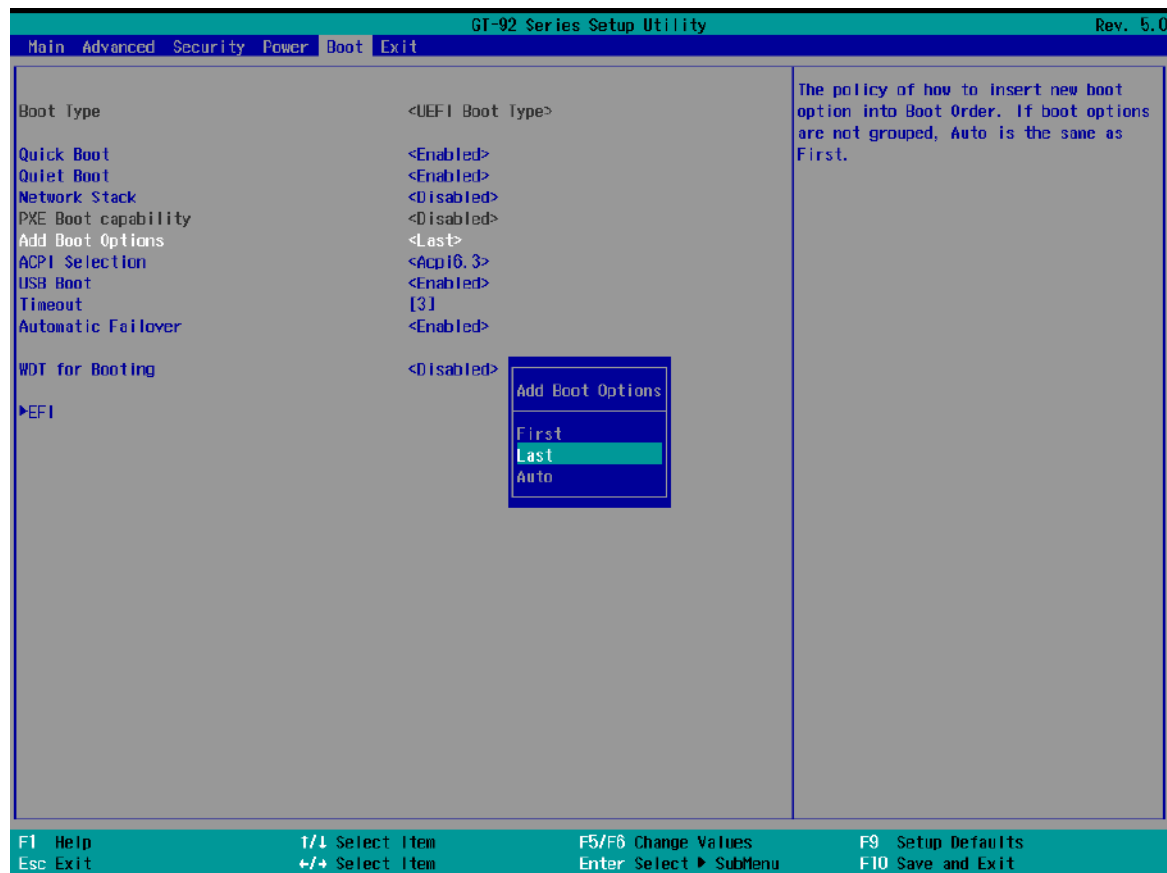 GT-92 Series Setup Utility Rev. 5.0
Main Advanced Security Power Boot Exit
Boot Type <UEFI Boot Type>
Quick Boot <Enabled>
Quiet Boot <Enabled>
Network Stack <Disabled>
PXE Boot capability <Disabled>
Add Boot Options <Last>
ACPI Selection <Acpi6.3>
USB Boot <Enabled>
Timeout [3]
Automatic Failover <Enabled>
WDT for Booting <Disabled>
▶EFI
Add Boot Options
First
Last
Auto
The policy of how to insert new boot
option into Boot Order. If boot options
are not grouped, Auto is the same as
First.
F1 Help ↑/↓ Select Item F5/F6 Change Values F9 Setup Defaults
Esc Exit ←/→ Select Item Enter Select ▶ SubMenu F10 Save and Exit